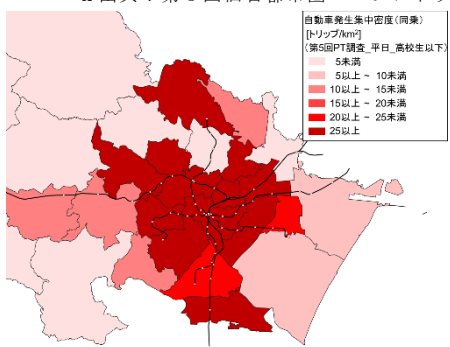 自動車発生集中密度(同乗)
[トリップ/km²]
(第5回PT調査_平日_高校生以下)
5未満
5以上 ~ 10未満
10以上 ~ 15未満
15以上 ~ 20未満
20以上 ~ 25未満
25以上